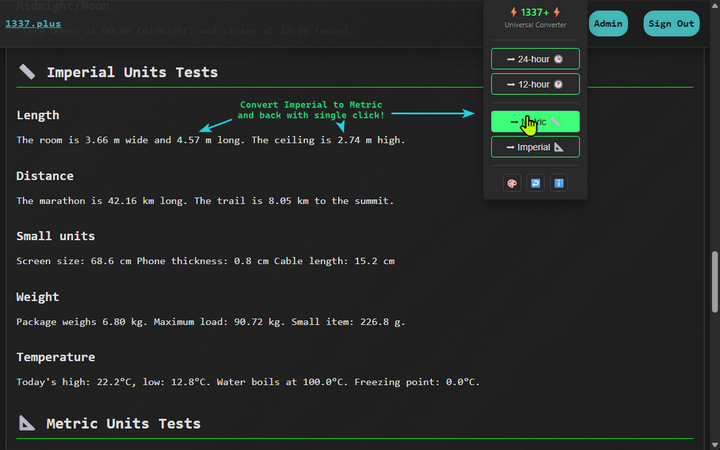 Midnight/Noon
1337.plus
opens at 00:00 (midnight) and closes at 12:00 (noon).
1337+
Universal Converter
Admin
Sign Out
→ 24-hour
→ 12-hour
→ Imperial
Imperial Units Tests
Convert Imperial to Metric
and back with single click!
Length
The room is 3.66 m wide and 4.57 m long. The ceiling is 2.74 m high.
Distance
The marathon is 42.16 km long. The trail is 8.05 km to the summit.
Small units
Screen size: 68.6 cm Phone thickness: 0.8 cm Cable length: 15.2 cm
Weight
Package weighs 6.80 kg. Maximum load: 90.72 kg. Small item: 226.8 g.
Temperature
Today's high: 22.2°C, low: 12.8°C. Water boils at 100.0°C. Freezing point: 0.0°C.
Metric Units Tests